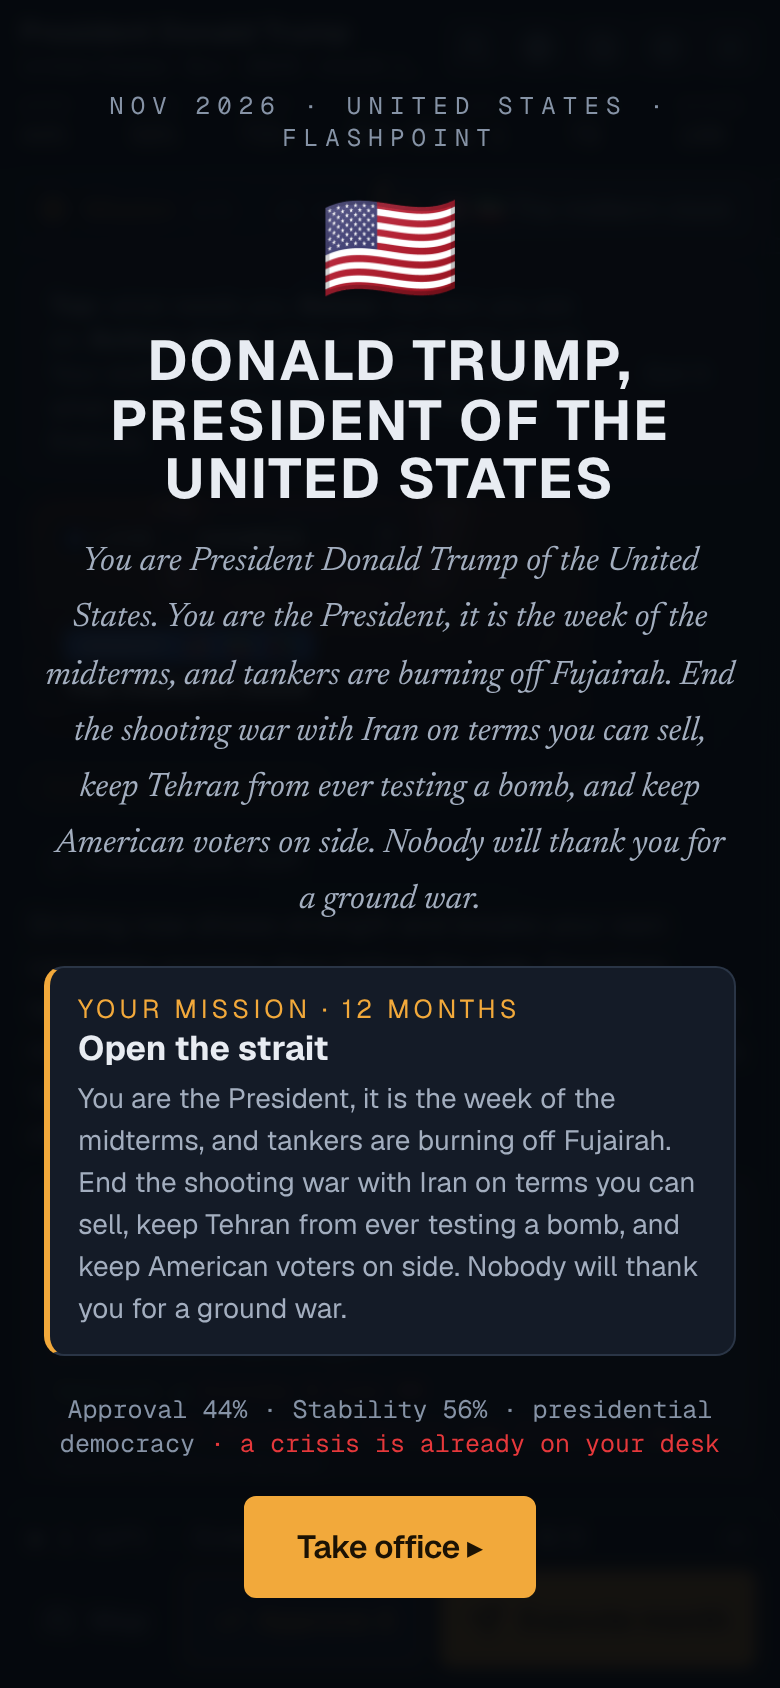 NOV 2026 · UNITED STATES ·
FLASHPOINT
DONALD TRUMP,
PRESIDENT OF THE
UNITED STATES
You are President Donald Trump of the United
States. You are the President, it is the week of the
midterms, and tankers are burning off Fujairah. End
the shooting war with Iran on terms you can sell,
keep Tehran from ever testing a bomb, and keep
American voters on side. Nobody will thank you for
a ground war.
YOUR MISSION · 12 MONTHS
Open the strait
You are the President, it is the week of the
midterms, and tankers are burning off Fujairah.
End the shooting war with Iran on terms you can
sell, keep Tehran from ever testing a bomb, and
keep American voters on side. Nobody will thank
you for a ground war.
Approval 44% · Stability 56% · presidential
democracy · a crisis is already on your desk
Take office ▸